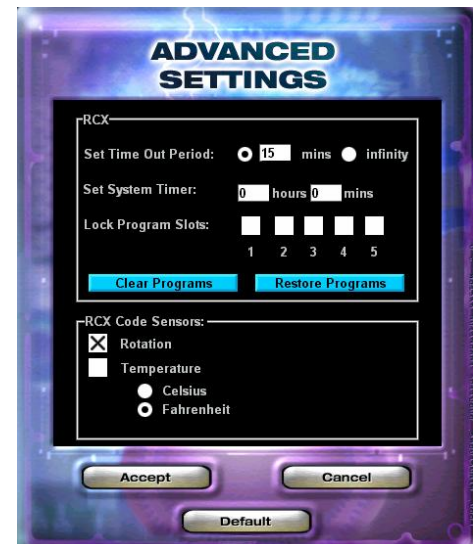 ADVANCED
SETTINGS
RCX
Set Time Out Period: 15 mins infinity
Set System Timer: 0 hours 0 mins
Lock Program Slots:
1 2 3 4 5
Clear Programs Restore Programs
RCX Code Sensors:
Rotation
Temperature
Celsius
Fahrenheit
Accept Cancel
Default